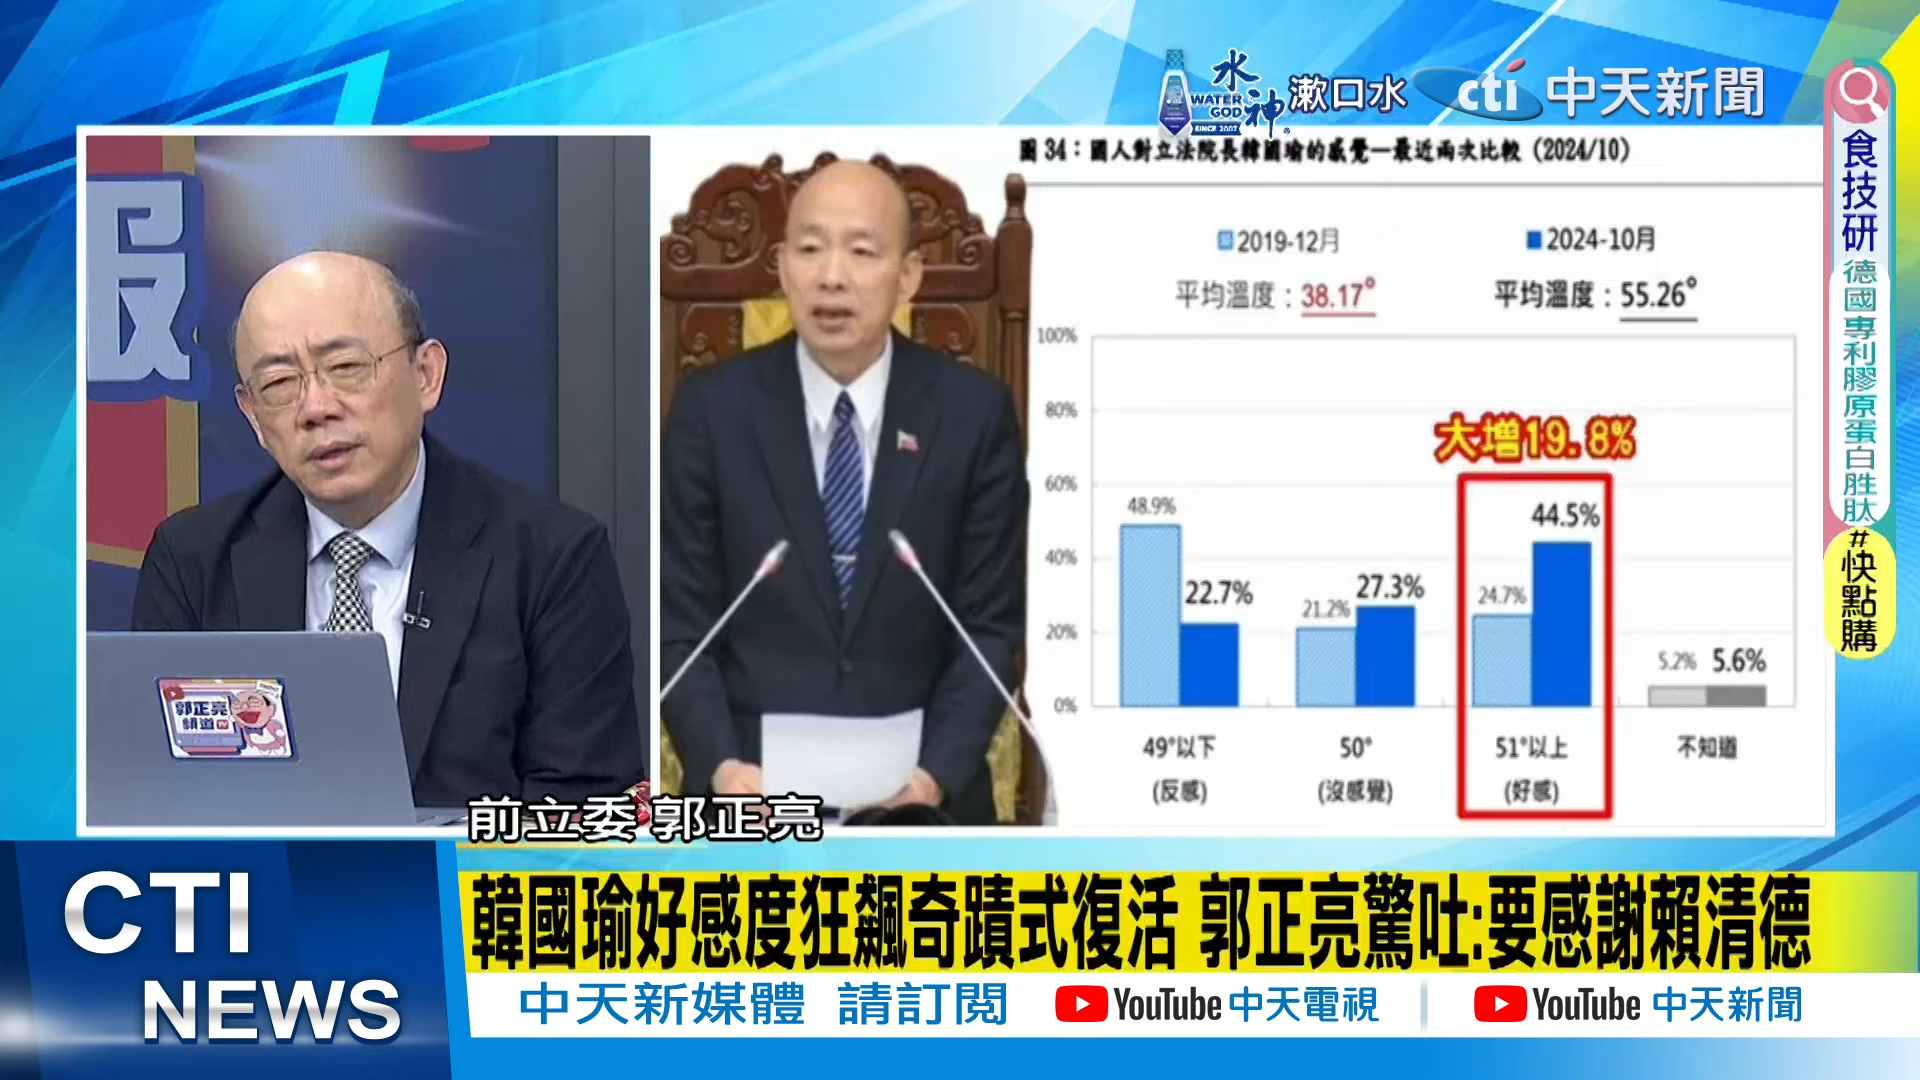 水神
WATER GOD
SINCE 2007
漱口水
cti 中天新聞
食技研
德國專利膠原蛋白胜肽
#快點購
報
圖 34：國人對立法院長韓國瑜的感覺－最近兩次比較（2024/10）
2019-12月 2024-10月
平均溫度：38.17° 平均溫度：55.26°
100%
80%
60%
40%
20%
0%
大增19.8%
48.9% 22.7% 21.2% 27.3% 24.7% 44.5% 5.2% 5.6%
49°以下 50° 51°以上 不知道
(反感) (沒感覺) (好感)
郭正亮
頻道TV
前立委 郭正亮
CTI
NEWS
韓國瑜好感度狂飆奇蹟式復活 郭正亮驚吐:要感謝賴清德
中天新媒體 請訂閱 YouTube 中天電視 YouTube 中天新聞